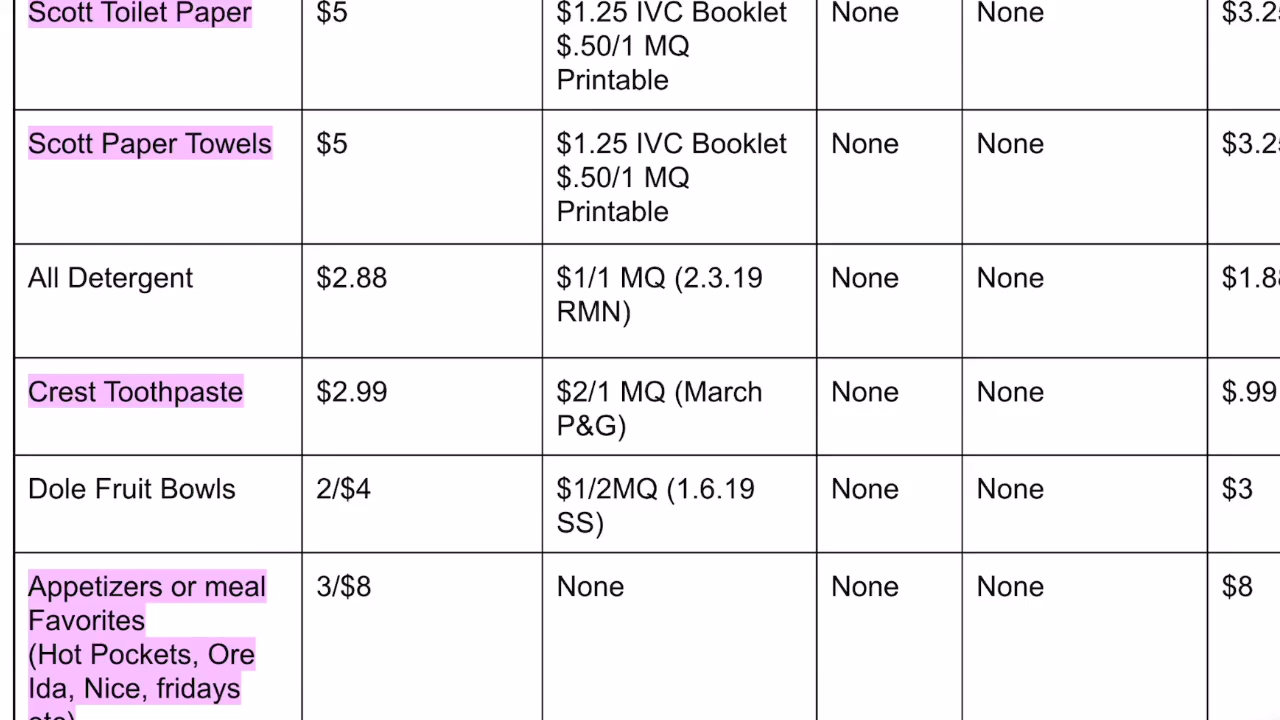 Scott Toilet Paper $5 $1.25 IVC Booklet None None
$.50/1 MQ
Printable
Scott Paper Towels $5 $1.25 IVC Booklet None None
$.50/1 MQ
Printable
All Detergent $2.88 $1/1 MQ (2.3.19 None None
RMN)
Crest Toothpaste $2.99 $2/1 MQ (March None None $.99
P&G)
Dole Fruit Bowls 2/$4 $1/2MQ (1.6.19 None None $3
SS)
Appetizers or meal 3/$8 None None None $8
Favorites
(Hot Pockets, Ore
Ida, Nice, fridays
etc)